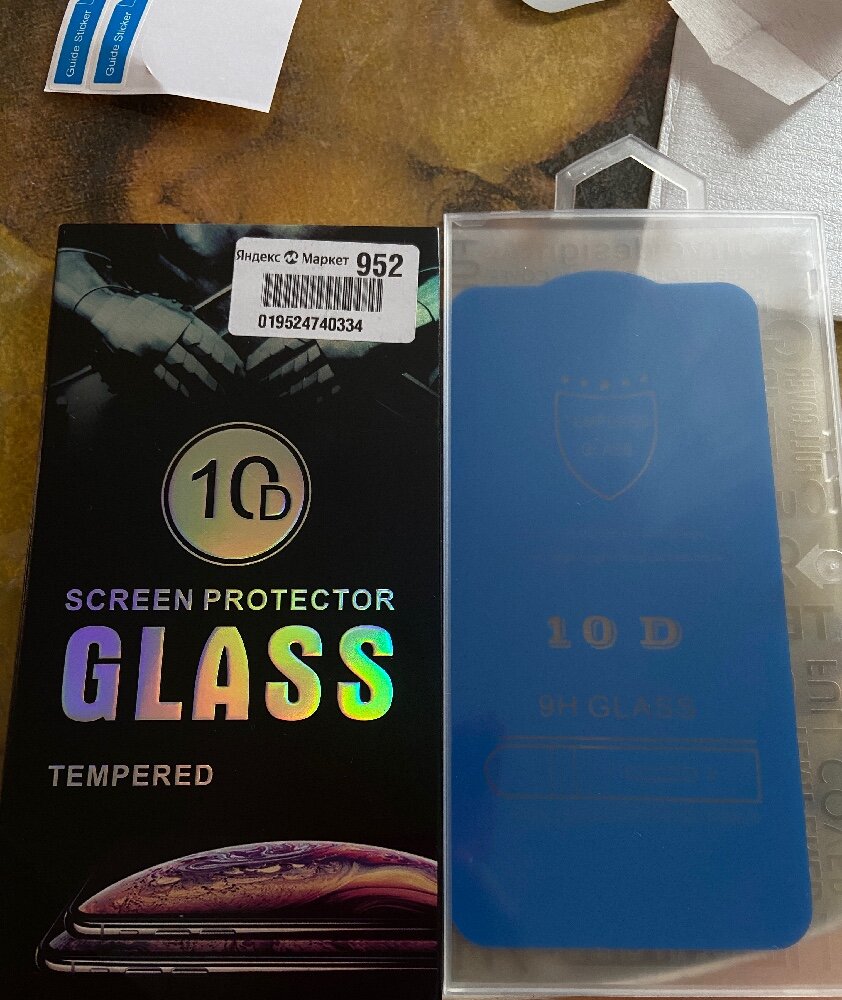 Guide Sticker
Guide Sticker
Яндекс Маркет 952
019524740334
10D
SCREEN PROTECTOR
GLASS
TEMPERED
10 D
9H GLASS